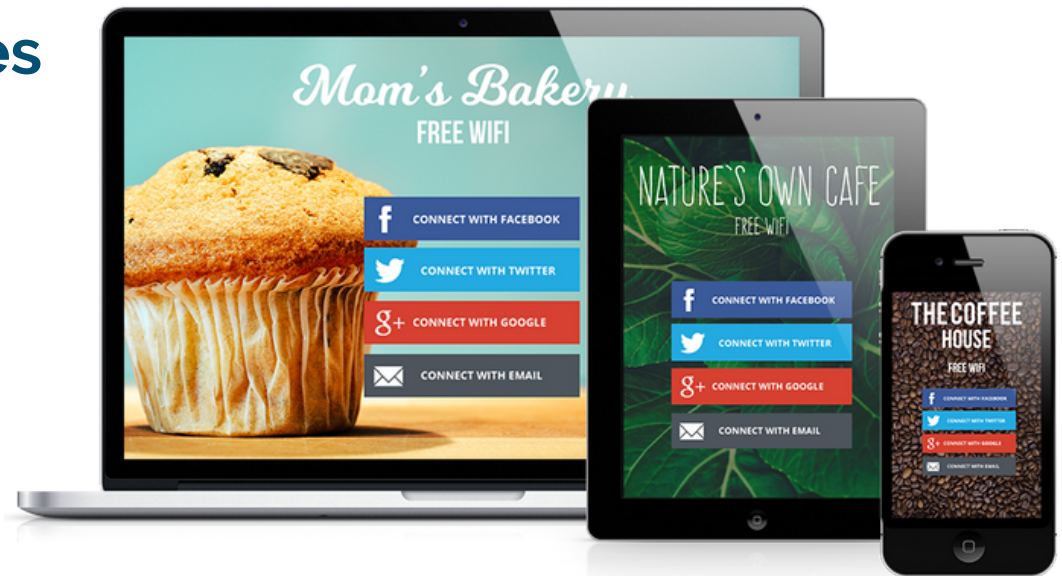 es
Mom's Bakery
FREE WIFI
f CONNECT WITH FACEBOOK
CONNECT WITH TWITTER
g+ CONNECT WITH GOOGLE
CONNECT WITH EMAIL
NATURE`S OWN CAFE
FREE WIFI
f CONNECT WITH FACEBOOK
CONNECT WITH TWITTER
g+ CONNECT WITH GOOGLE
CONNECT WITH EMAIL
THE COFFEE
HOUSE
FREE WIFI
f CONNECT WITH FACEBOOK
CONNECT WITH TWITTER
g+ CONNECT WITH GOOGLE
CONNECT WITH EMAIL